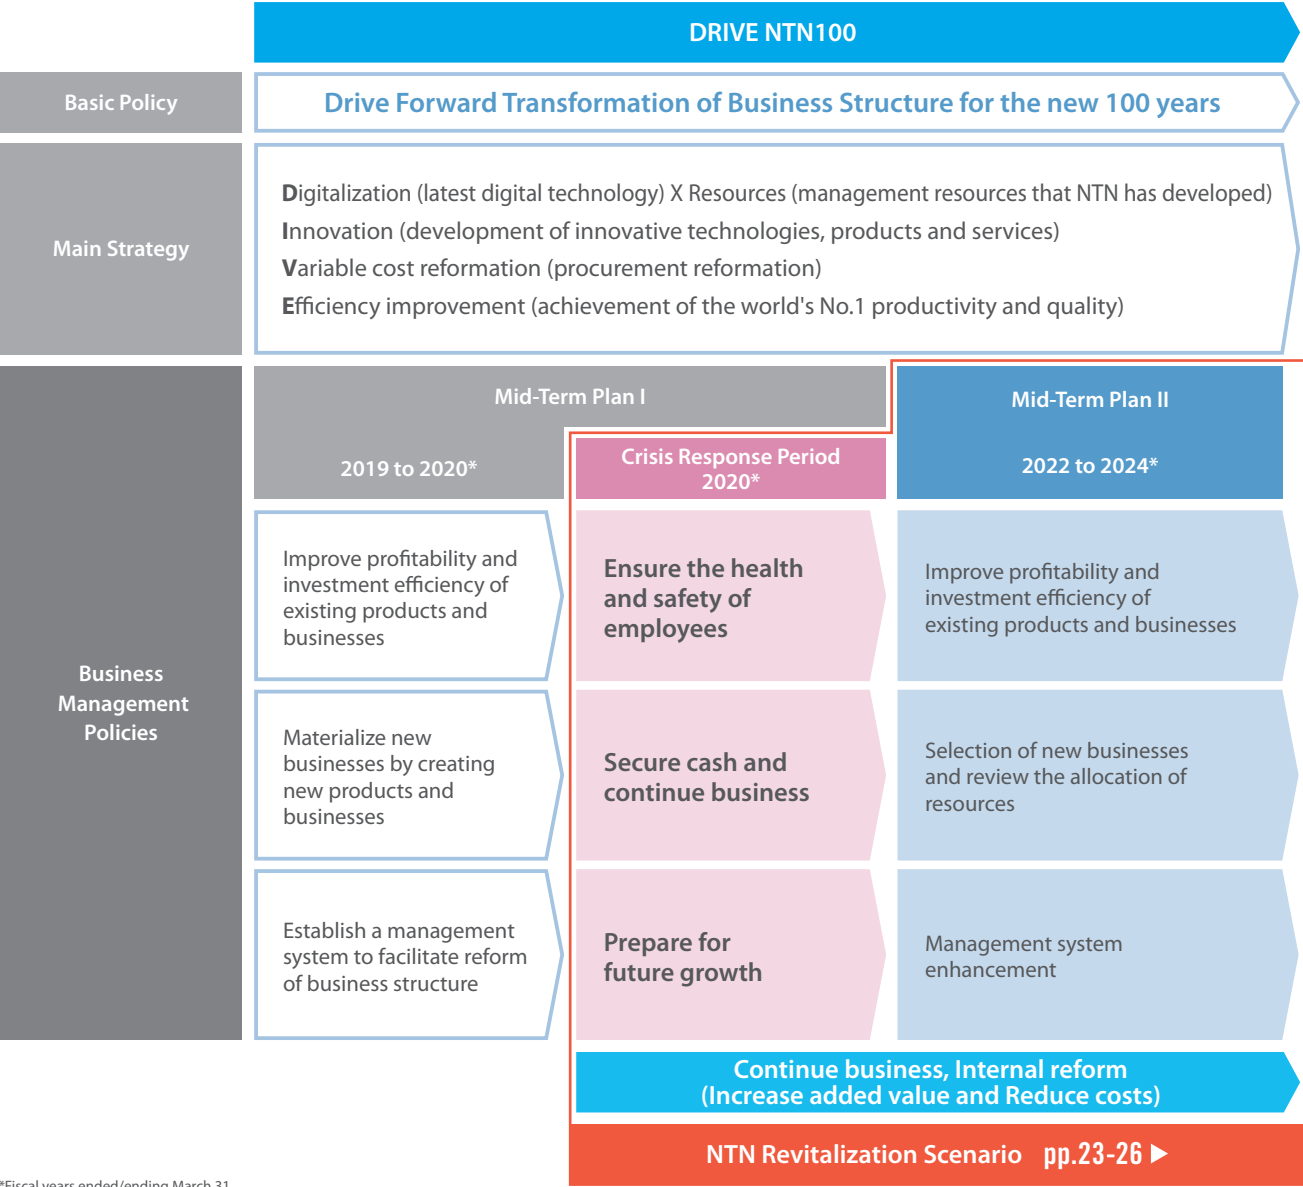 DRIVE NTN100
Basic Policy
Drive Forward Transformation of Business Structure for the new 100 years
Main Strategy
Digitalization (latest digital technology) X Resources (management resources that NTN has developed)
Innovation (development of innovative technologies, products and services)
Variable cost reformation (procurement reformation)
Efficiency improvement (achievement of the world's No.1 productivity and quality)
Business
Management
Policies
Mid-Term Plan I
2019 to 2020*
Crisis Response Period
2020*
Mid-Term Plan II
2022 to 2024*
Improve profitability and
investment efficiency of
existing products and
businesses
Ensure the health
and safety of
employees
Improve profitability and
investment efficiency of
existing products and businesses
Materialize new
businesses by creating
new products and
businesses
Secure cash and
continue business
Selection of new businesses
and review the allocation of
resources
Establish a management
system to facilitate reform
of business structure
Prepare for
future growth
Management system
enhancement
Continue business, Internal reform
(Increase added value and Reduce costs)
NTN Revitalization Scenario pp.23-26 ▶
*Fiscal years ended/ending March 31